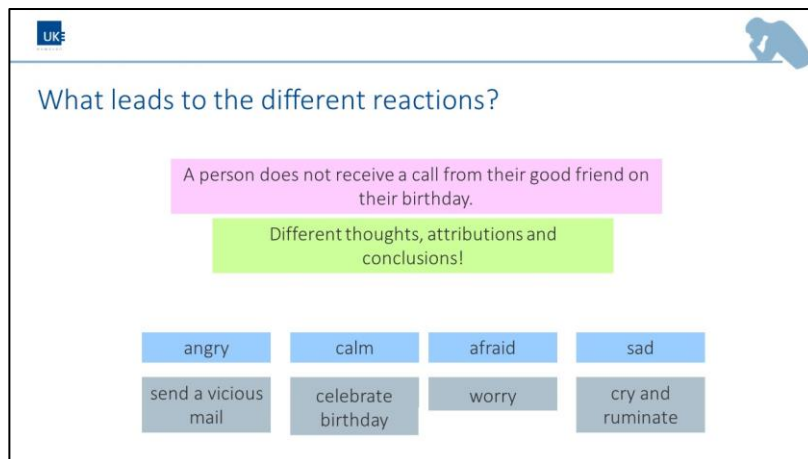 UKE
What leads to the different reactions?
A person does not receive a call from their good friend on
their birthday.
Different thoughts, attributions and
conclusions!
angry
calm
afraid
sad
send a vicious
mail
celebrate
birthday
worry
cry and
ruminate